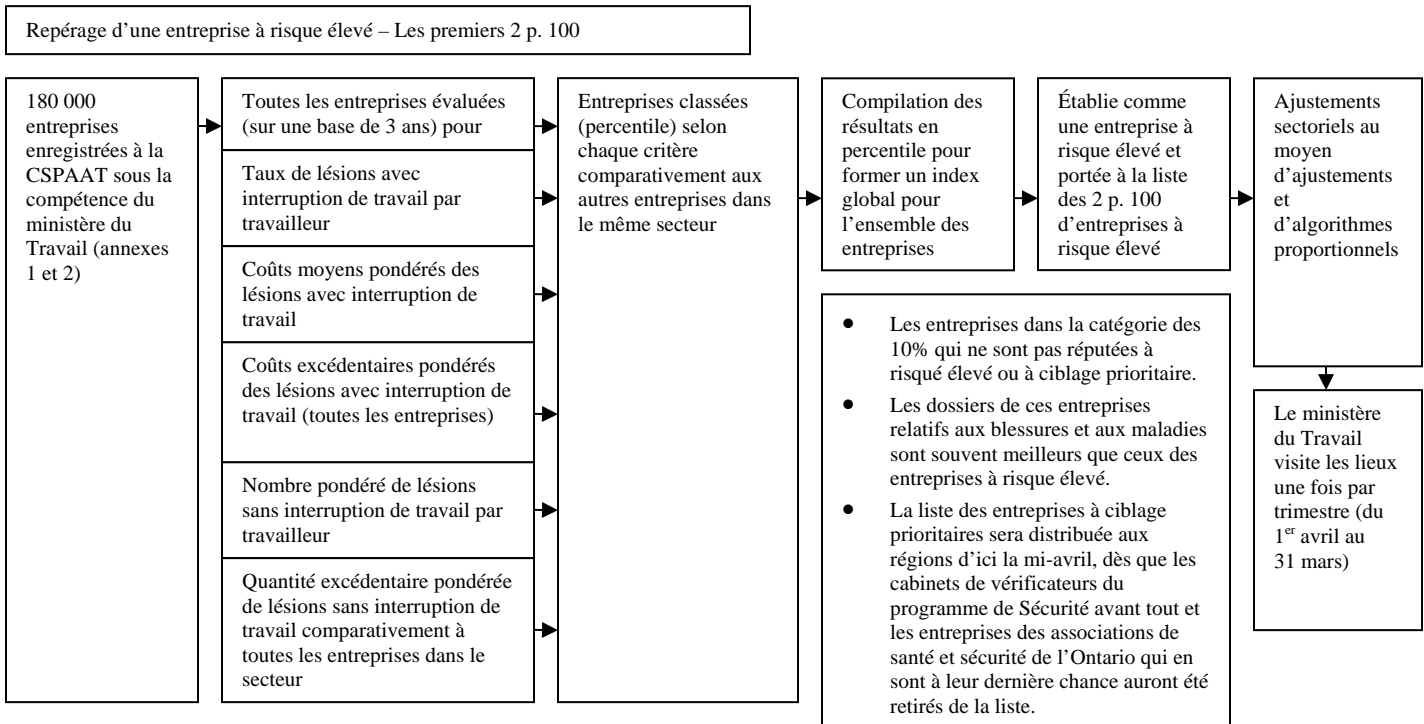 Repérage d’une entreprise à risque élevé – Les premiers 2 p. 100
180 000
entreprises
enregistrées à la
CSPAAT sous la
compétence du
ministère du
Travail (annexes
1 et 2)
Toutes les entreprises évaluées
(sur une base de 3 ans) pour
Taux de lésions avec
interruption de travail par
travailleur
Coûts moyens pondérés des
lésions avec interruption de
travail
Coûts excédentaires pondérés
des lésions avec interruption de
travail (toutes les entreprises)
Nombre pondéré de lésions
sans interruption de travail par
travailleur
Quantité excédentaire pondérée
de lésions sans interruption de
travail comparativement à
toutes les entreprises dans le
secteur
Entreprises classées
(percentile) selon
chaque critère
comparativement aux
autres entreprises dans
le même secteur
Compilation des
résultats en
percentile pour
former un index
global pour
l’ensemble des
entreprises
Établie comme
une entreprise à
risque élevé et
portée à la liste
des 2 p. 100
d’entreprises à
risque élevé
Ajustements
sectoriels au
moyen
d’ajustements
et
d’algorithmes
proportionnels
• Les entreprises dans la catégorie des
10% qui ne sont pas réputées à
risqué élevé ou à ciblage prioritaire.
• Les dossiers de ces entreprises
relatifs aux blessures et aux maladies
sont souvent meilleurs que ceux des
entreprises à risque élevé.
• La liste des entreprises à ciblage
prioritaires sera distribuée aux
régions d'ici la mi-avril, dès que les
cabinets de vérificateurs du
programme de Sécurité avant tout et
les entreprises des associations de
santé et sécurité de l’Ontario qui en
sont à leur dernière chance auront été
retirés de la liste.
Le ministère
du Travail
visite les lieux
une fois par
trimestre (du
1er avril au
31 mars)